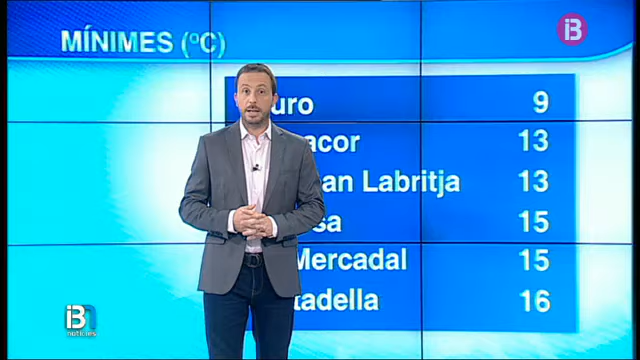 MÍNIMES (ºC)
IB
uro 9
acor 13
an Labritja 13
sa 15
Mercadal 15
tadella 16
IB
notícies